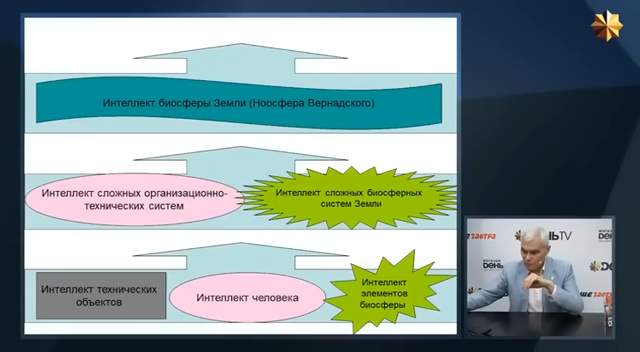 Интеллект биосферы Земли (Ноосфера Вернадского)
Интеллект сложных организационно-
технических систем
Интеллект сложных биосферных
систем Земли
Интеллект технических
объектов
Интеллект человека
Интеллект
элементов
биосферы
завтра
ДЕНЬTV
ДЕНЬ
завтра